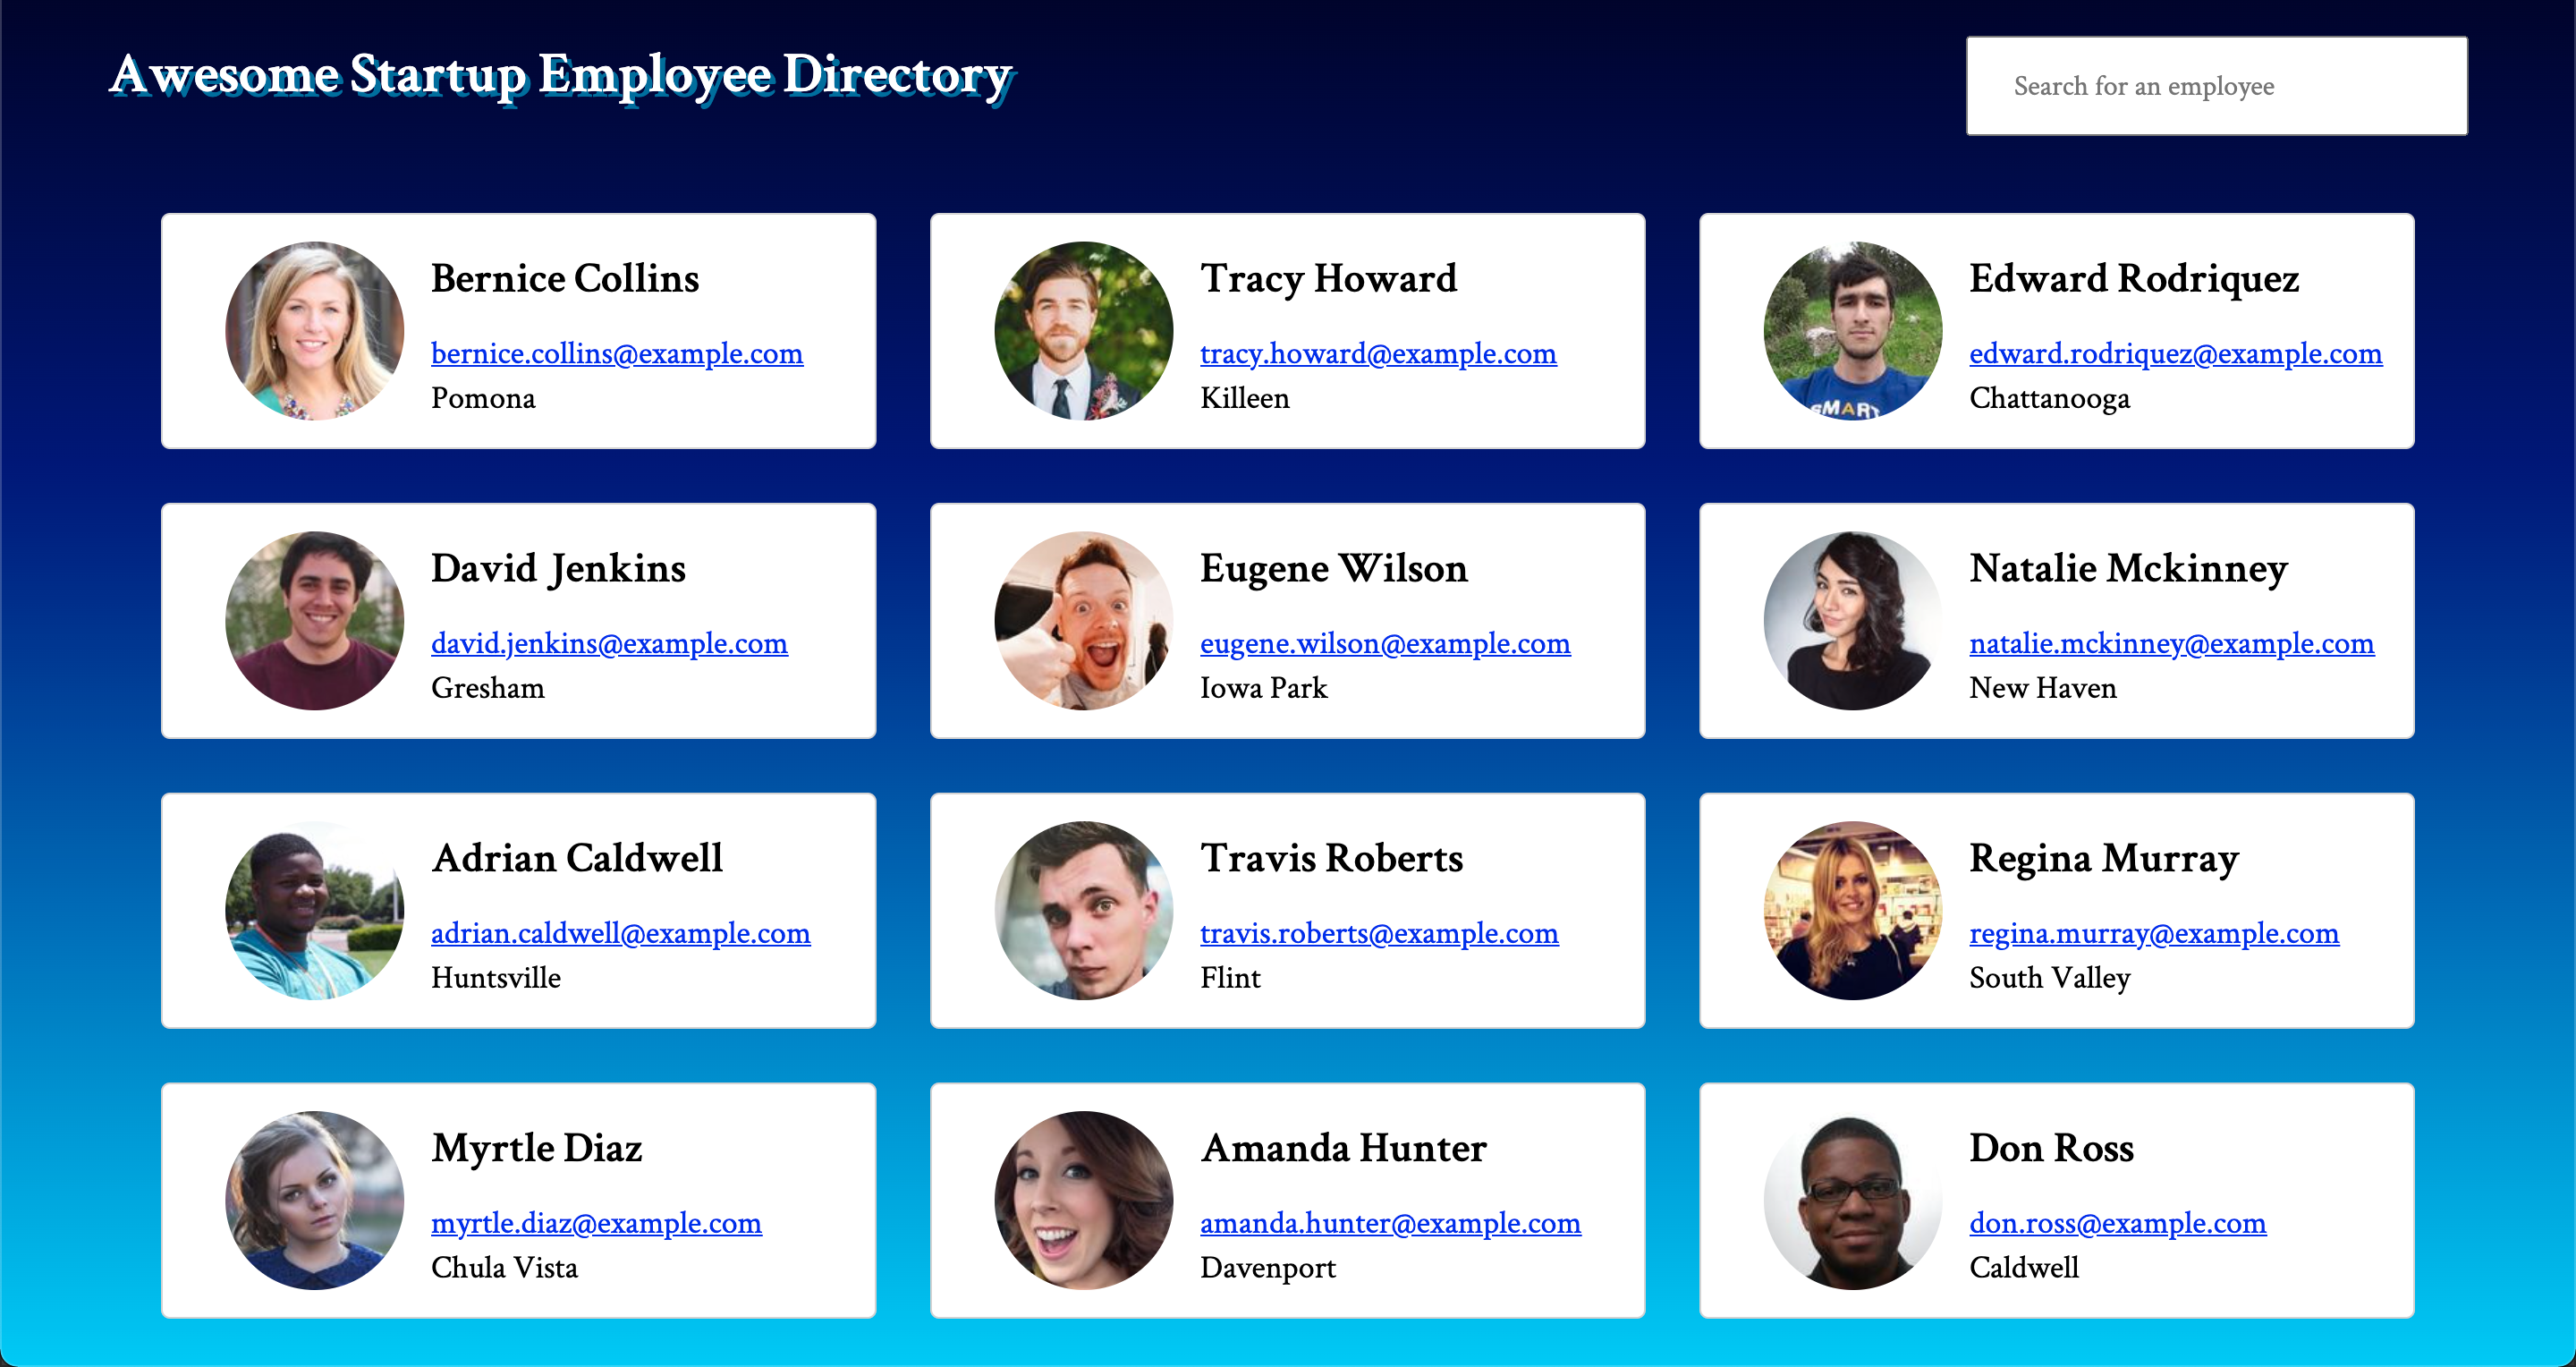 Awesome Startup Employee Directory
Search for an employee
Bernice Collins
bernice.collins@example.com
Pomona
Tracy Howard
tracy.howard@example.com
Killeen
Edward Rodriquez
edward.rodriquez@example.com
Chattanooga
SMART
David Jenkins
david.jenkins@example.com
Gresham
Eugene Wilson
eugene.wilson@example.com
Iowa Park
Natalie Mckinney
natalie.mckinney@example.com
New Haven
Adrian Caldwell
adrian.caldwell@example.com
Huntsville
Travis Roberts
travis.roberts@example.com
Flint
Regina Murray
regina.murray@example.com
South Valley
Myrtle Diaz
myrtle.diaz@example.com
Chula Vista
Amanda Hunter
amanda.hunter@example.com
Davenport
Don Ross
don.ross@example.com
Caldwell